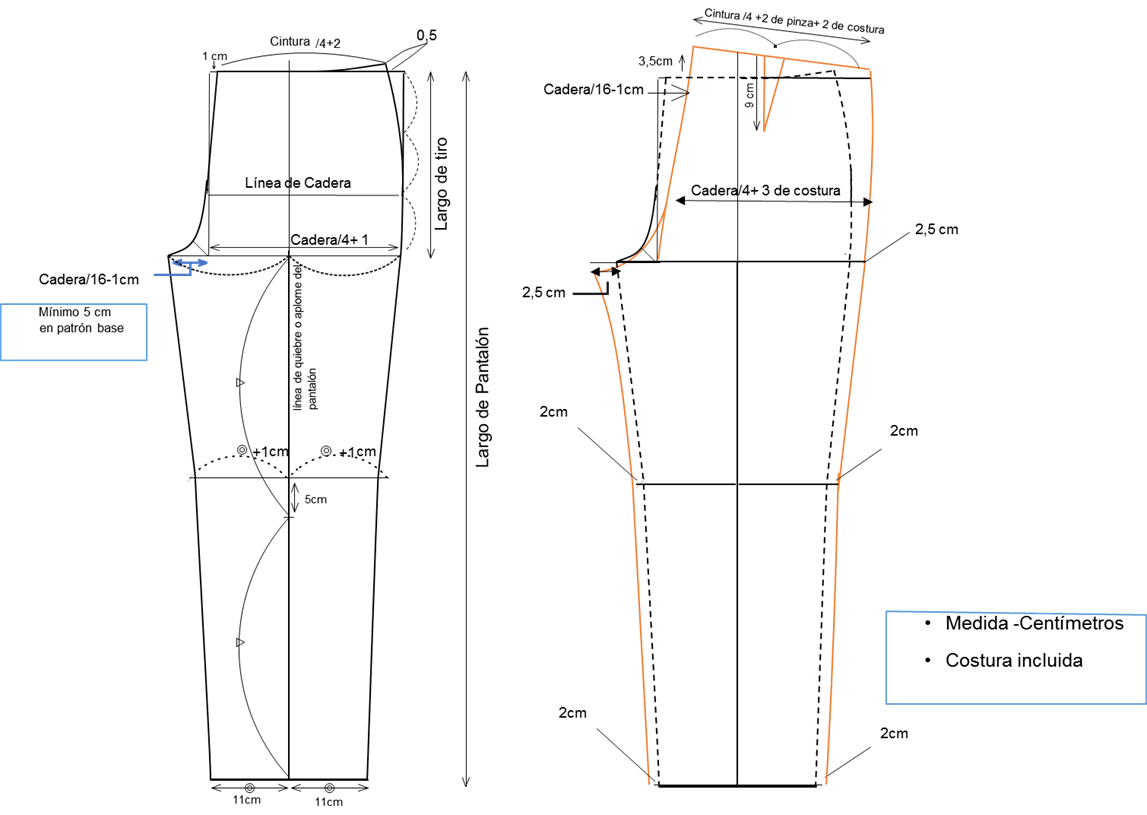 Cintura /4+2
0,5
1 cm
Largo de tiro
Línea de Cadera
Cadera/4+ 1
Cadera/16-1cm
Mínimo 5 cm
en patrón base
línea de quiebre o aplome del
pantalón
Largo de Pantalón
+1cm
+1cm
5cm
11cm
11cm
Cintura /4 +2 de pinza+ 2 de costura
3,5cm
Cadera/16-1cm
9 cm
Cadera/4+ 3 de costura
2,5 cm
2,5 cm
2cm
2cm
2cm
2cm
• Medida -Centímetros
• Costura incluida